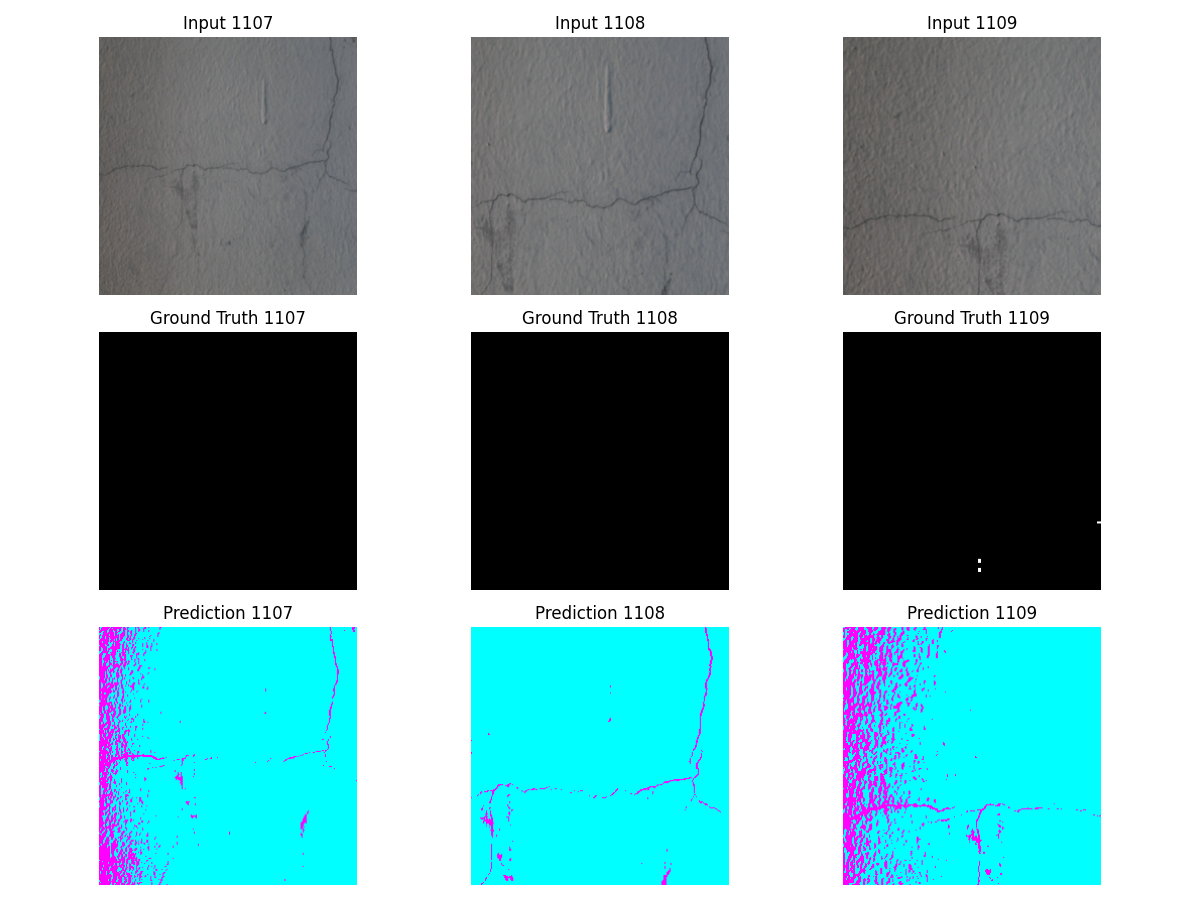 Input 1107
Input 1108
Input 1109
Ground Truth 1107
Ground Truth 1108
Ground Truth 1109
Prediction 1107
Prediction 1108
Prediction 1109